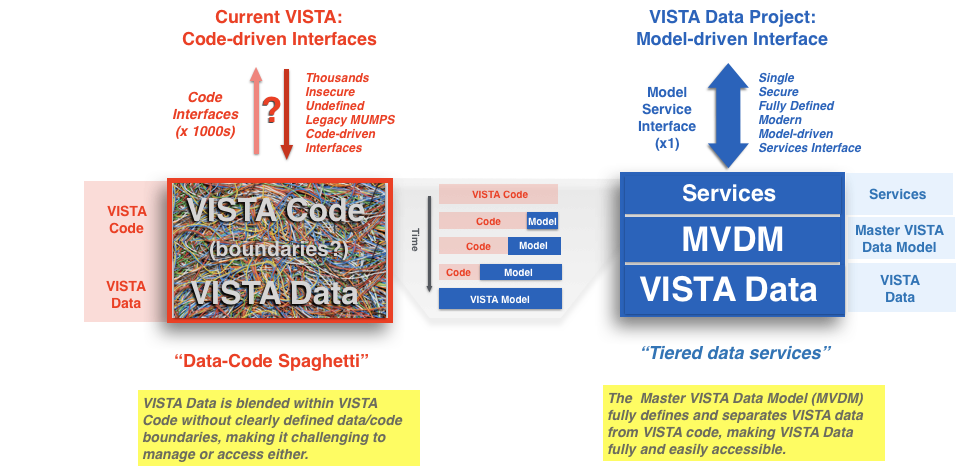 Current VISTA:
Code-driven Interfaces
Code
Interfaces
(x 1000s)
?
Thousands
Insecure
Undefined
Legacy MUMPS
Code-driven
Interfaces
VISTA
Code
VISTA
Data
VISTA Code
(boundaries?)
VISTA Data
“Data-Code Spaghetti”
VISTA Data is blended within VISTA
Code without clearly defined data/code
boundaries, making it challenging to
manage or access either.
Time
VISTA Code
Code Model
Code Model
Code Model
VISTA Model
VISTA Data Project:
Model-driven Interface
Model
Service
Interface
(x1)
Single
Secure
Fully Defined
Modern
Model-driven
Services Interface
Services
MVDM
VISTA Data
Services
Master VISTA
Data Model
VISTA
Data
“Tiered data services”
The Master VISTA Data Model (MVDM)
fully defines and separates VISTA data
from VISTA code, making VISTA Data
fully and easily accessible.